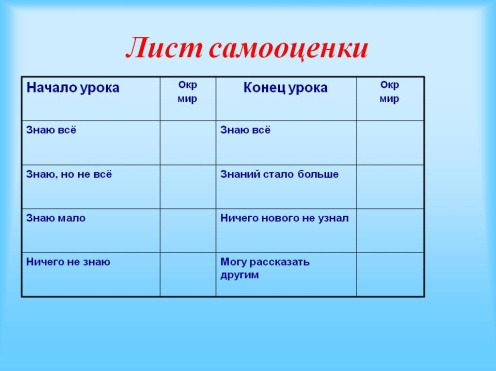 Лист самооценки
Начало урока
Окр
мир
Конец урока
Окр
мир
Знаю всё
Знаю всё
Знаю, но не всё
Знаний стало больше
Знаю мало
Ничего нового не узнал
Ничего не знаю
Могу рассказать
другим